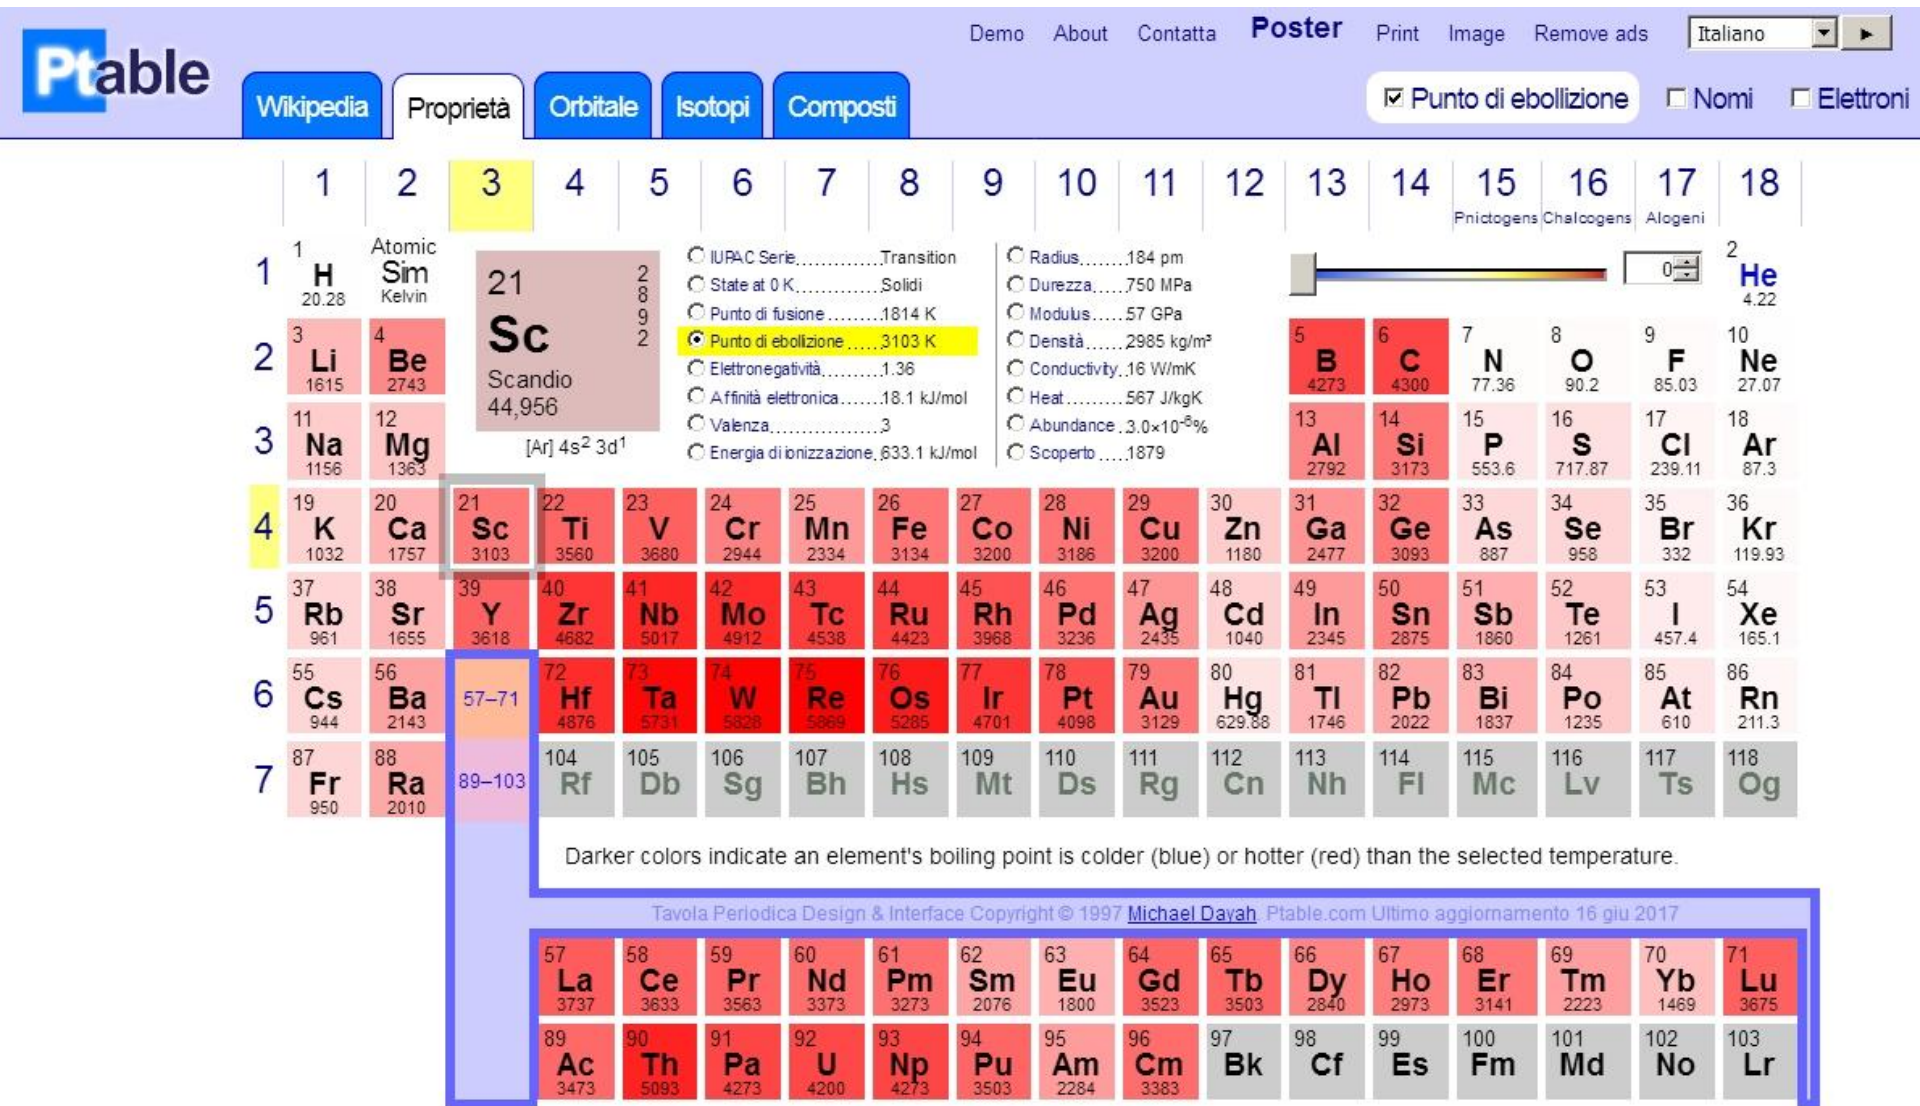 Demo About Contatta Poster Print Image Remove ads Italiano
Ptable
Wikipedia Proprietà Orbitale Isotopi Composti
Punto di ebollizione Nomi Elettroni
1 2 3 4 5 6 7 8 9 10 11 12 13 14 15 16 17 18
Pnictogens Chalcogens Alogeni
1
1 H 20.28
Atomic
Sim
Kelvin
21
Sc
Scandio
44,956
2
8
9
2
[Ar] 4s² 3d¹
IUPAC Serie.............Transition
State at 0 K.............Solidi
Punto di fusione .........1814 K
Punto di ebollizione ......3103 K
Elettronegatività..........1.36
Affinità elettronica.......18.1 kJ/mol
Valenza..................3
Energia di ionizzazione..633.1 kJ/mol
Radius.......184 pm
Durezza.....750 MPa
Modulus.....57 GPa
Densità......2985 kg/m³
Conductivity.16 W/mK
Heat.........567 J/kgK
Abundance .3.0×10⁻⁶%
Scoperto .....1879
0
2 He 4.22
2
3 Li 1615
4 Be 2743
5 B 4273
6 C 4300
7 N 77.36
8 O 90.2
9 F 85.03
10 Ne 27.07
3
11 Na 1156
12 Mg 1363
13 Al 2792
14 Si 3173
15 P 553.6
16 S 717.87
17 Cl 239.11
18 Ar 87.3
4
19 K 1032
20 Ca 1757
21 Sc 3103
22 Ti 3560
23 V 3680
24 Cr 2944
25 Mn 2334
26 Fe 3134
27 Co 3200
28 Ni 3186
29 Cu 3200
30 Zn 1180
31 Ga 2477
32 Ge 3093
33 As 887
34 Se 958
35 Br 332
36 Kr 119.93
5
37 Rb 961
38 Sr 1655
39 Y 3618
40 Zr 4682
41 Nb 5017
42 Mo 4912
43 Tc 4538
44 Ru 4423
45 Rh 3968
46 Pd 3236
47 Ag 2435
48 Cd 1040
49 In 2345
50 Sn 2875
51 Sb 1860
52 Te 1261
53 I 457.4
54 Xe 165.1
6
55 Cs 944
56 Ba 2143
57–71
72 Hf 4876
73 Ta 5731
74 W 5828
75 Re 5869
76 Os 5285
77 Ir 4701
78 Pt 4098
79 Au 3129
80 Hg 629.88
81 Tl 1746
82 Pb 2022
83 Bi 1837
84 Po 1235
85 At 610
86 Rn 211.3
7
87 Fr 950
88 Ra 2010
89–103
104 Rf
105 Db
106 Sg
107 Bh
108 Hs
109 Mt
110 Ds
111 Rg
112 Cn
113 Nh
114 Fl
115 Mc
116 Lv
117 Ts
118 Og
Darker colors indicate an element's boiling point is colder (blue) or hotter (red) than the selected temperature.
Tavola Periodica Design & Interface Copyright © 1997 Michael Dayah. Ptable.com Ultimo aggiornamento 16 giu 2017
57 La 3737
58 Ce 3633
59 Pr 3563
60 Nd 3373
61 Pm 3273
62 Sm 2076
63 Eu 1800
64 Gd 3523
65 Tb 3503
66 Dy 2840
67 Ho 2973
68 Er 3141
69 Tm 2223
70 Yb 1469
71 Lu 3675
89 Ac 3473
90 Th 5093
91 Pa 4273
92 U 4200
93 Np 4273
94 Pu 3503
95 Am 2284
96 Cm 3383
97 Bk
98 Cf
99 Es
100 Fm
101 Md
102 No
103 Lr